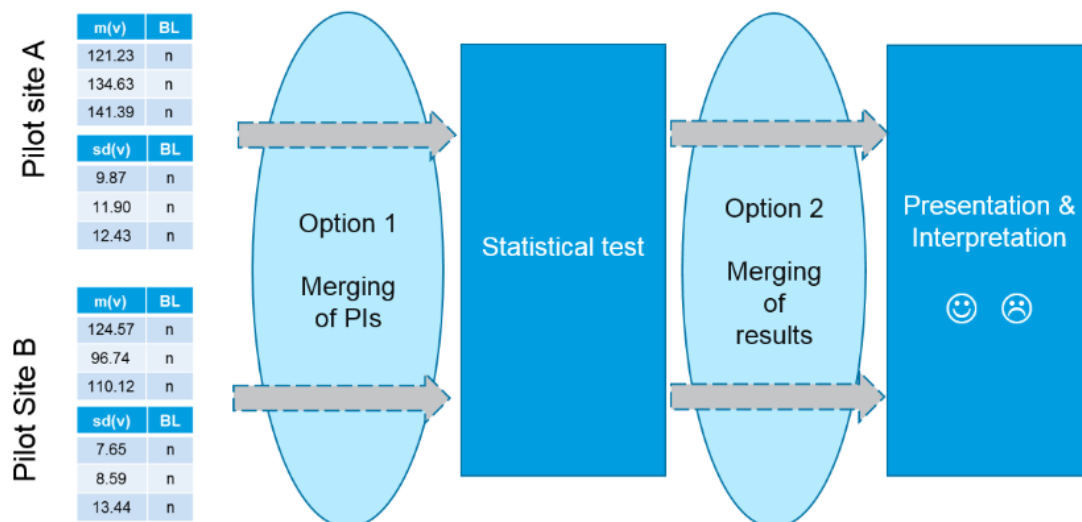 Pilot site A
m(v) BL
121.23 n
134.63 n
141.39 n
sd(v) BL
9.87 n
11.90 n
12.43 n
Pilot Site B
m(v) BL
124.57 n
96.74 n
110.12 n
sd(v) BL
7.65 n
8.59 n
13.44 n
Option 1
Merging
of PIs
Statistical test
Option 2
Merging
of
results
Presentation &
Interpretation